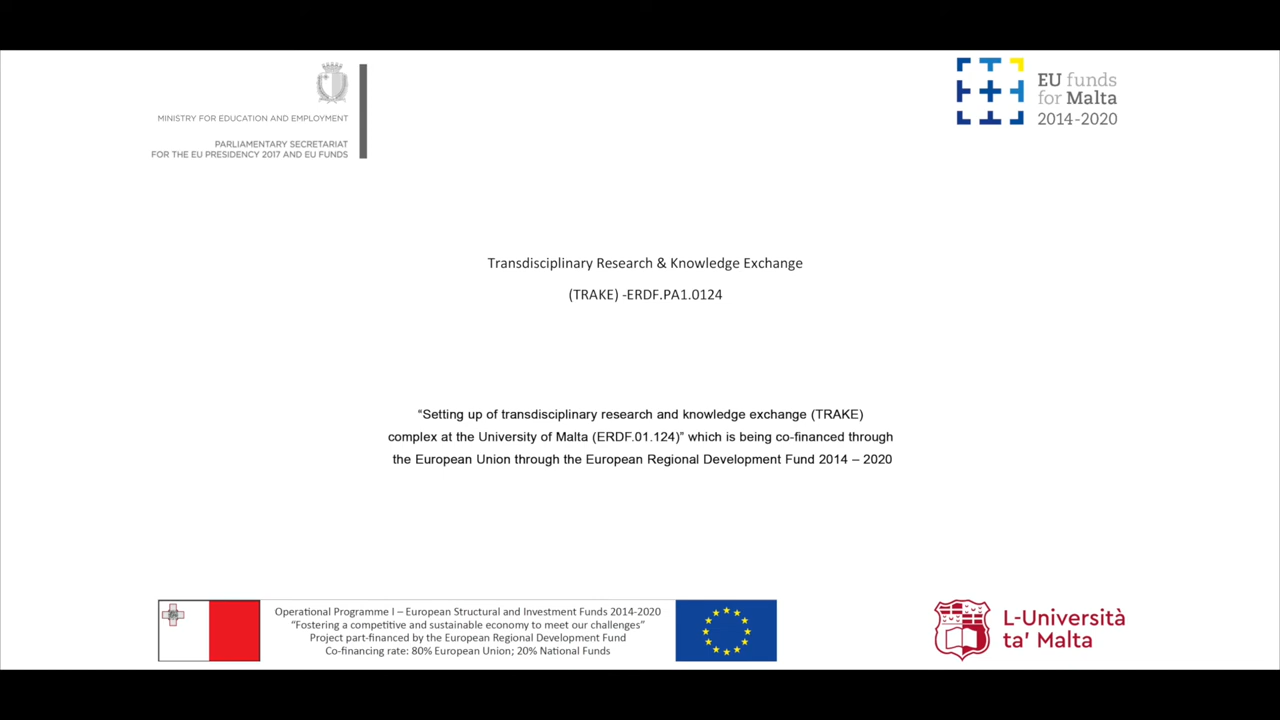 MINISTRY FOR EDUCATION AND EMPLOYMENT
PARLIAMENTARY SECRETARIAT
FOR THE EU PRESIDENCY 2017 AND EU FUNDS
EU funds
for Malta
2014-2020
Transdisciplinary Research & Knowledge Exchange
(TRAKE) -ERDF.PA1.0124
“Setting up of transdisciplinary research and knowledge exchange (TRAKE)
complex at the University of Malta (ERDF.01.124)” which is being co-financed through
the European Union through the European Regional Development Fund 2014 – 2020
Operational Programme I – European Structural and Investment Funds 2014-2020
“Fostering a competitive and sustainable economy to meet our challenges”
Project part-financed by the European Regional Development Fund
Co-financing rate: 80% European Union; 20% National Funds
L-Università
ta’ Malta